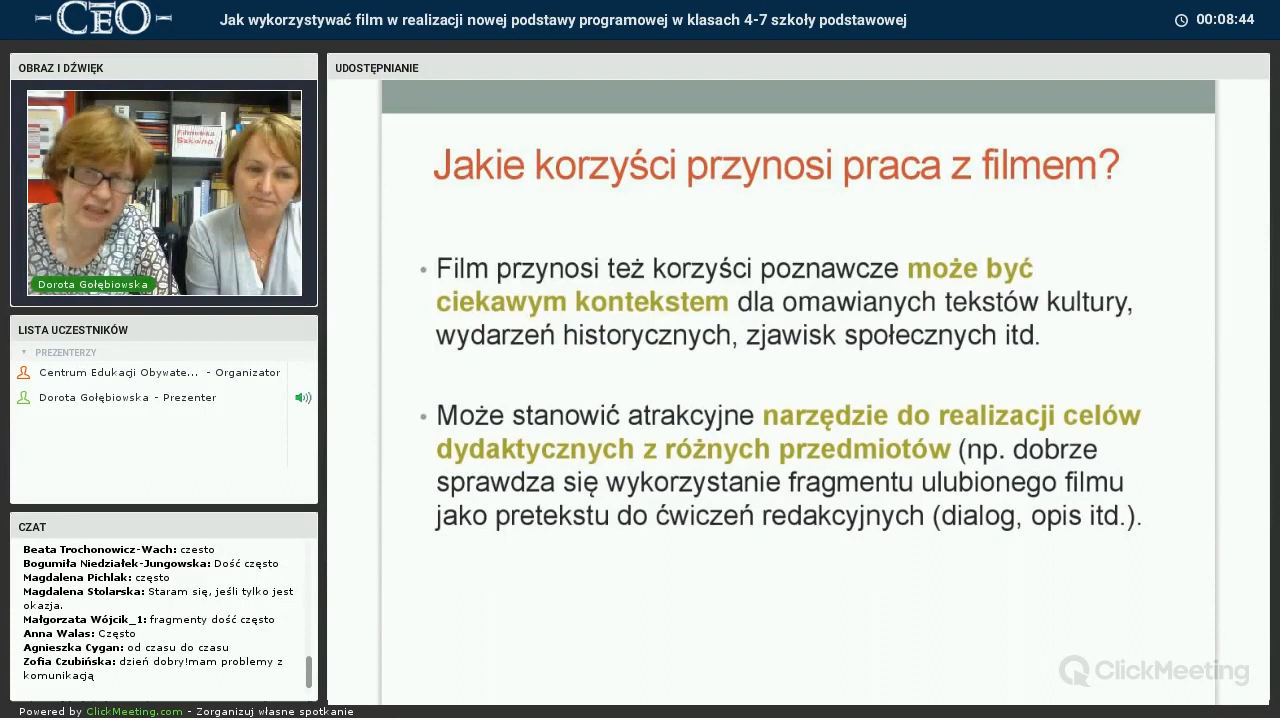 CEO
Jak wykorzystywać film w realizacji nowej podstawy programowej w klasach 4-7 szkoły podstawowej
00:08:44
OBRAZ I DŹWIĘK
Filmoteka
Szkolna
Dorota Gołębiowska
LISTA UCZESTNIKÓW
PREZENTERZY
Centrum Edukacji Obywate... - Organizator
Dorota Gołębiowska - Prezenter
CZAT
Beata Trochonowicz-Wach: czesto
Bogumiła Niedziałek-Jungowska: Dość często
Magdalena Pichlak: często
Magdalena Stolarska: Staram się, jeśli tylko jest
okazja.
Małgorzata Wójcik_1: fragmenty dość często
Anna Walas: Często
Agnieszka Cygan: od czasu do czasu
Zofia Czubińska: dzień dobry!mam problemy z
komunikacją
UDOSTĘPNIANIE
Jakie korzyści przynosi praca z filmem?
• Film przynosi też korzyści poznawcze może być
ciekawym kontekstem dla omawianych tekstów kultury,
wydarzeń historycznych, zjawisk społecznych itd.
• Może stanowić atrakcyjne narzędzie do realizacji celów
dydaktycznych z różnych przedmiotów (np. dobrze
sprawdza się wykorzystanie fragmentu ulubionego filmu
jako pretekstu do ćwiczeń redakcyjnych (dialog, opis itd.).
ClickMeeting
Powered by ClickMeeting.com - Zorganizuj własne spotkanie